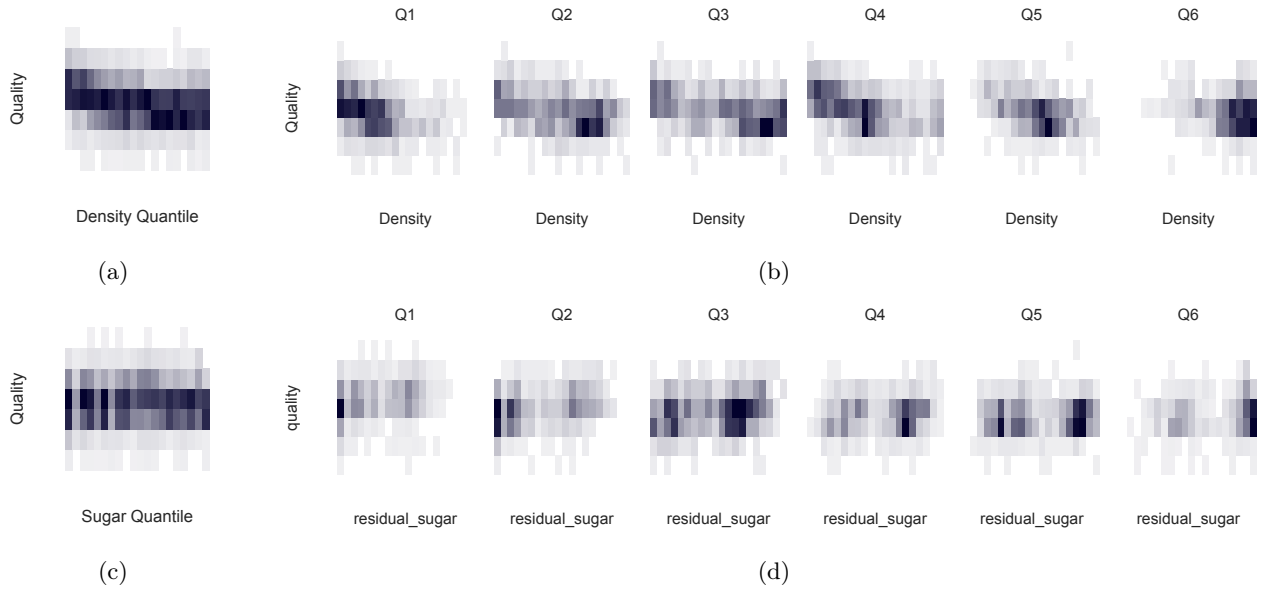 Q1 Q2 Q3 Q4 Q5 Q6
Quality
Quality
Density Quantile
Density Density Density Density Density Density
(a)
(b)
Q1 Q2 Q3 Q4 Q5 Q6
Quality
quality
Sugar Quantile
residual_sugar residual_sugar residual_sugar residual_sugar residual_sugar residual_sugar
(c)
(d)